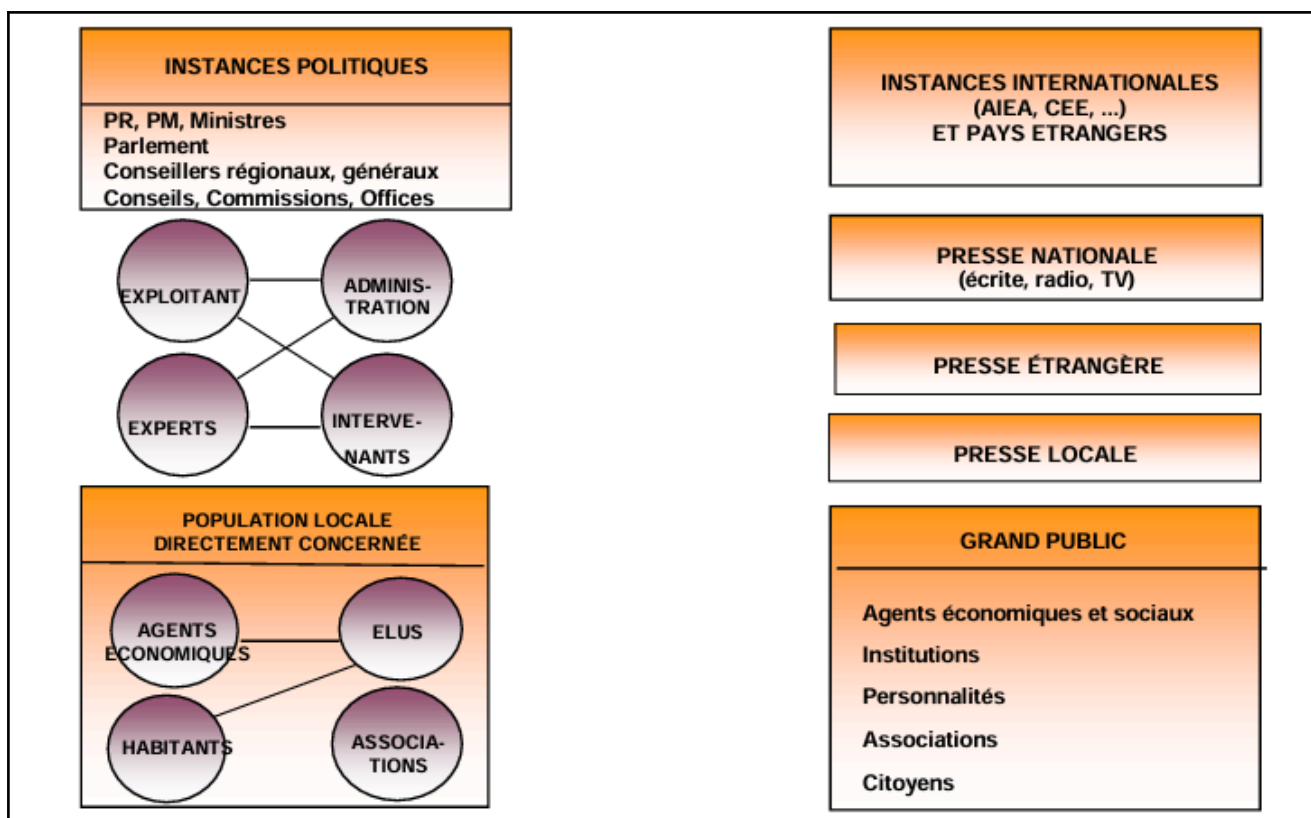 INSTANCES POLITIQUES
PR, PM, Ministres
Parlement
Conseillers régionaux, généraux
Conseils, Commissions, Offices
EXPLOITANT
ADMINIS-
TRATION
EXPERTS
INTERVE-
NANTS
POPULATION LOCALE
DIRECTEMENT CONCERNÉE
AGENTS
ECONOMIQUES
ELUS
HABITANTS
ASSOCIA-
TIONS
INSTANCES INTERNATIONALES
(AIEA, CEE, ...)
ET PAYS ETRANGERS
PRESSE NATIONALE
(écrite, radio, TV)
PRESSE ÉTRANGÈRE
PRESSE LOCALE
GRAND PUBLIC
Agents économiques et sociaux
Institutions
Personnalités
Associations
Citoyens